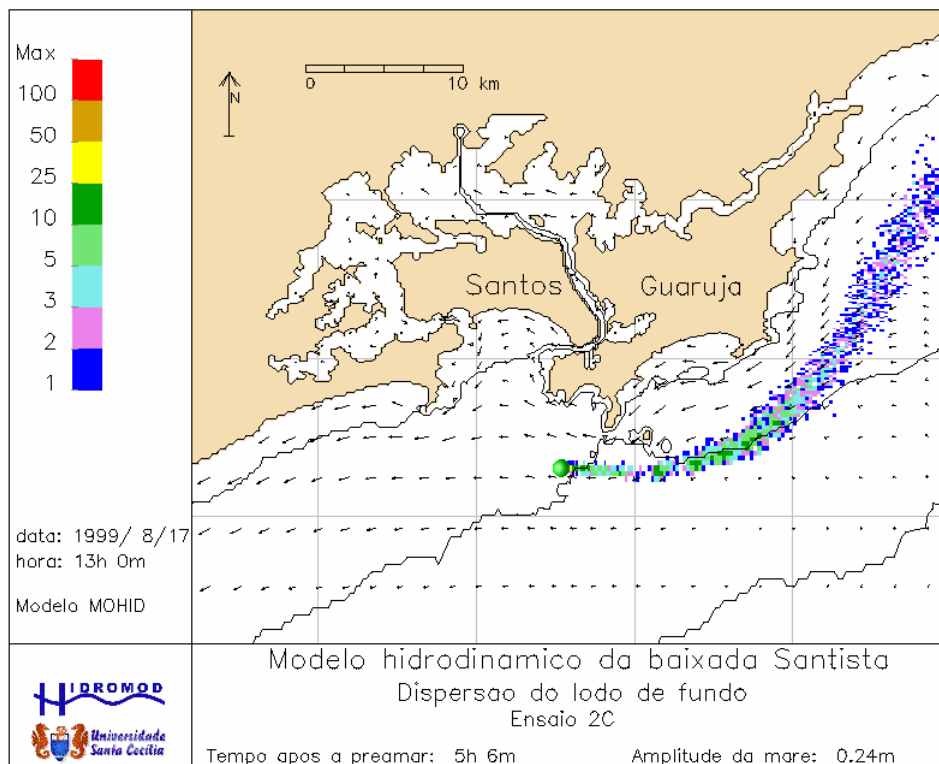 Max
100
50
25
10
5
3
2
1
N
0 10 km
Santos
Guaruja
data: 1999/ 8/17
hora: 13h 0m
Modelo MOHID
HIDROMOD
Universidade
Santa Cecília
Modelo hidrodinamico da baixada Santista
Dispersao do lodo de fundo
Ensaio 2C
Tempo apos a preamar: 5h 6m Amplitude da mare: 0.24m